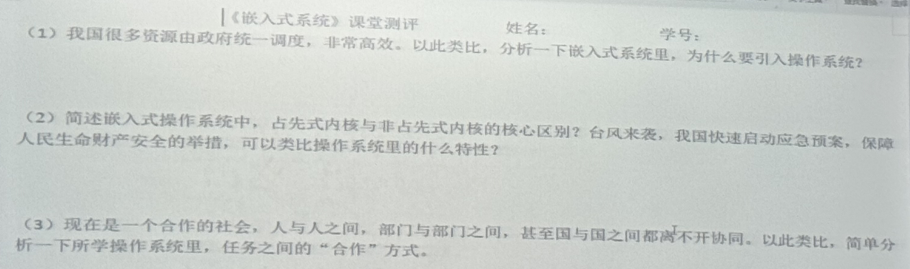 《嵌入式系统》课堂测评 姓名： 学号：
（1）我国很多资源由政府统一调度，非常高效。以此类比，分析一下嵌入式系统里，为什么要引入操作系统？
（2）简述嵌入式操作系统中，占先式内核与非占先式内核的核心区别？台风来袭，我国快速启动应急预案，保障
人民生命财产安全的举措，可以类比操作系统里的什么特性？
（3）现在是一个合作的社会，人与人之间，部门与部门之间，甚至国与国之间都离不开协同。以此类比，简单分
析一下所学操作系统里，任务之间的“合作”方式。